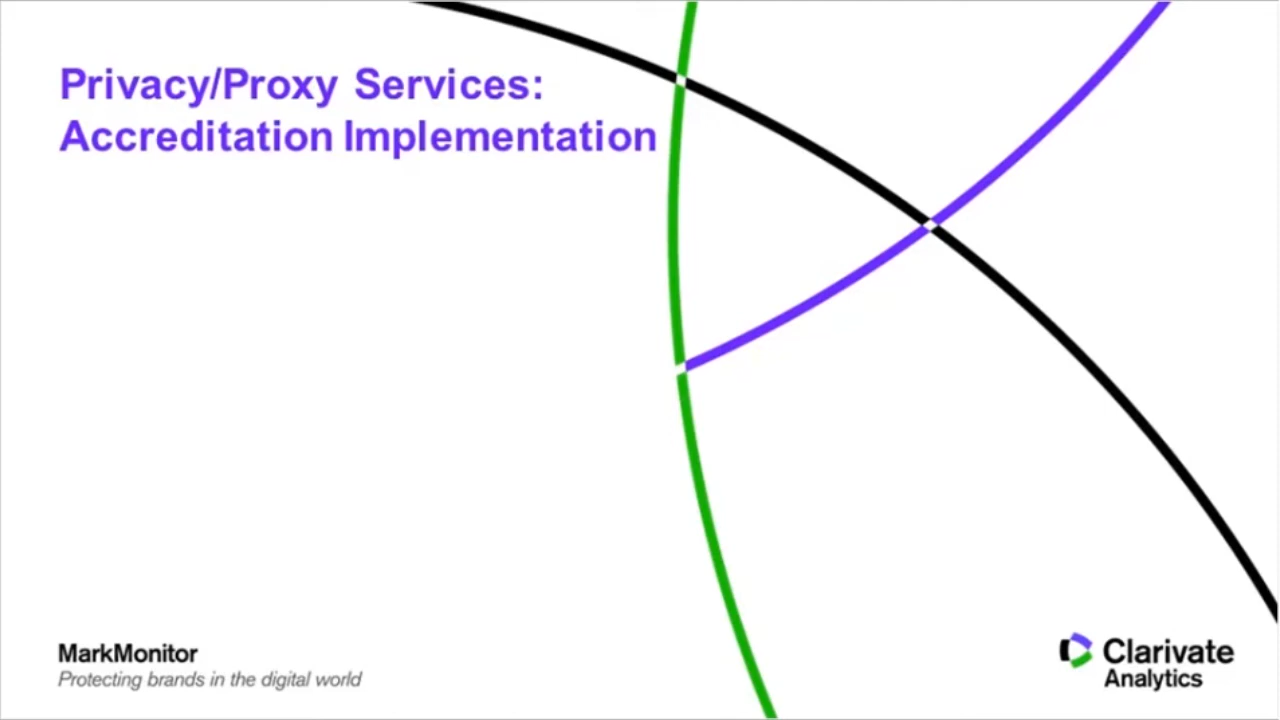 Privacy/Proxy Services:
Accreditation Implementation
MarkMonitor
Protecting brands in the digital world
Clarivate
Analytics